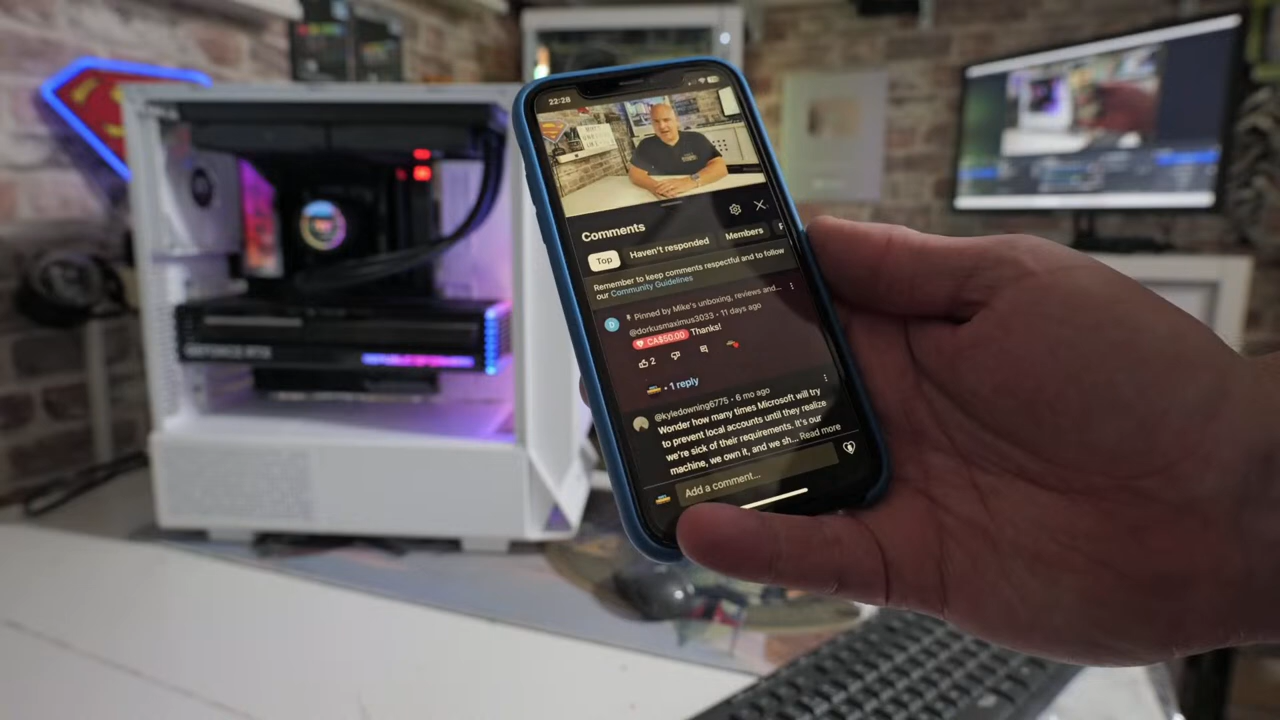 22:28
Comments
Top Haven't responded Members F
Remember to keep comments respectful and to follow
our Community Guidelines
Pinned by Mike's unboxing, reviews and...
@dorkusmaximus3033 • 11 days ago
CA$50.00 Thanks!
2
• 1 reply
@kyledowning6775 • 6 mo ago
Wonder how many times Microsoft will try
to prevent local accounts until they realize
we're sick of their requirements. It's our
machine, we own it, and we sh... Read more
Add a comment...
GEFORCE RTX